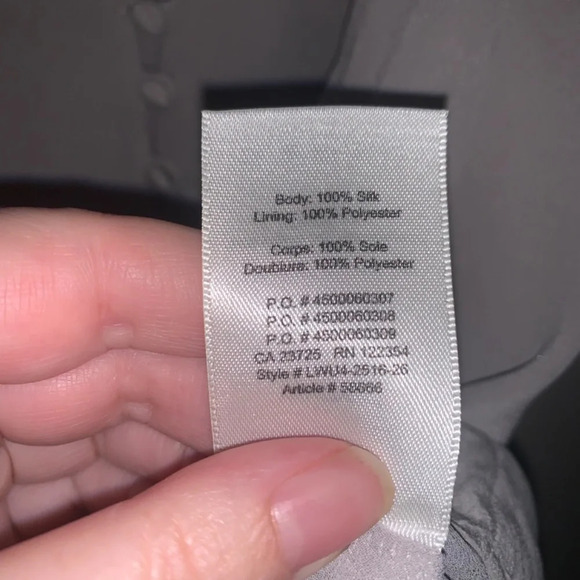 Body: 100% Silk
Lining: 100% Polyester
Corps: 100% Soie
Doublure: 100% Polyester
P.O. # 4500060307
P.O. # 4500060308
P.O. # 4500060309
CA 23725 RN 122354
Style # LWU4-2516-26
Article # 58666